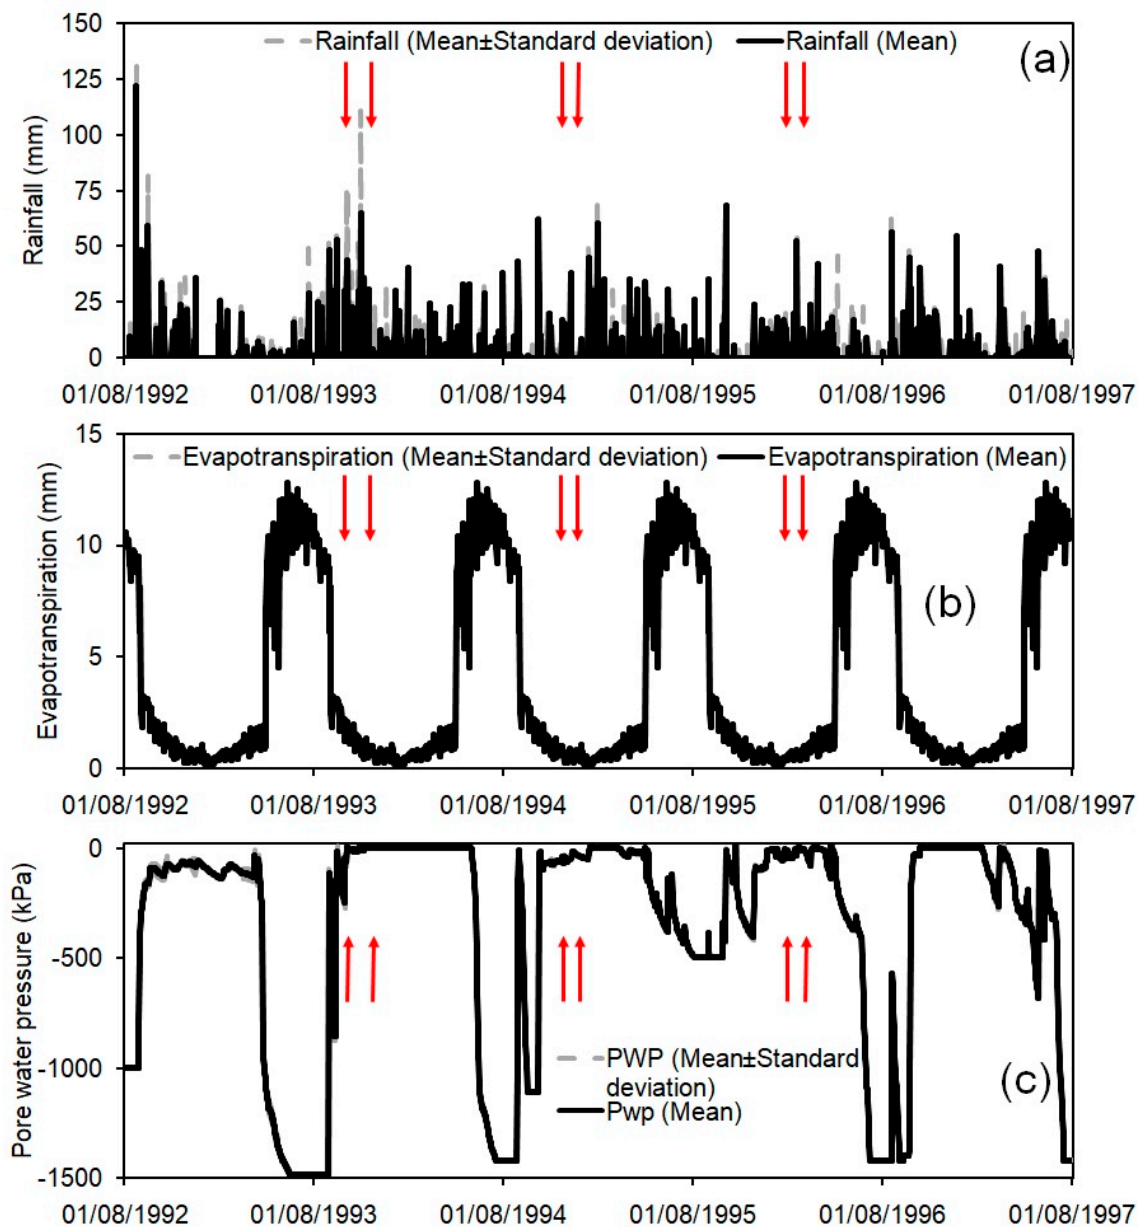 150
Rainfall (Mean±Standard deviation) Rainfall (Mean)
(a)
125
100
75
50
25
0
Rainfall (mm)
01/08/1992 01/08/1993 01/08/1994 01/08/1995 01/08/1996 01/08/1997
15
Evapotranspiration (Mean±Standard deviation) Evapotranspiration (Mean)
10
(b)
5
0
Evapotranspiration (mm)
01/08/1992 01/08/1993 01/08/1994 01/08/1995 01/08/1996 01/08/1997
0
-500
-1000
-1500
Pore water pressure (kPa)
PWP (Mean±Standard
deviation)
Pwp (Mean)
(c)
01/08/1992 01/08/1993 01/08/1994 01/08/1995 01/08/1996 01/08/1997